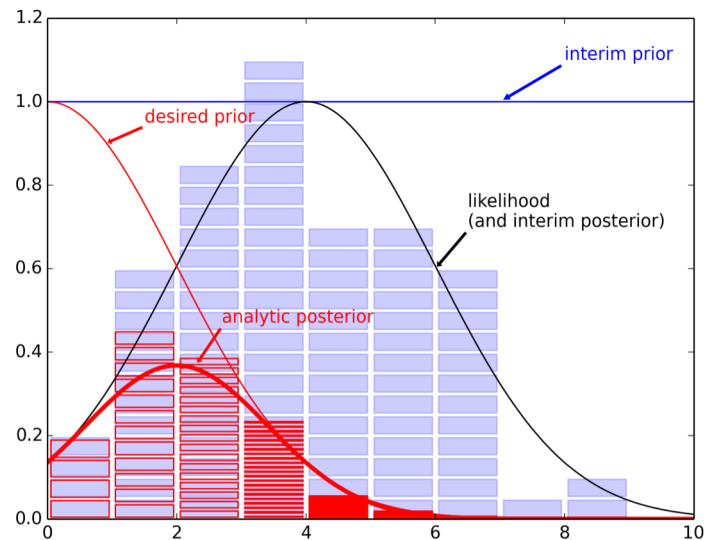 1.2
interim prior
1.0
desired prior
0.8
likelihood
(and interim posterior)
0.6
analytic posterior
0.4
0.2
0.0
0 2 4 6 8 10